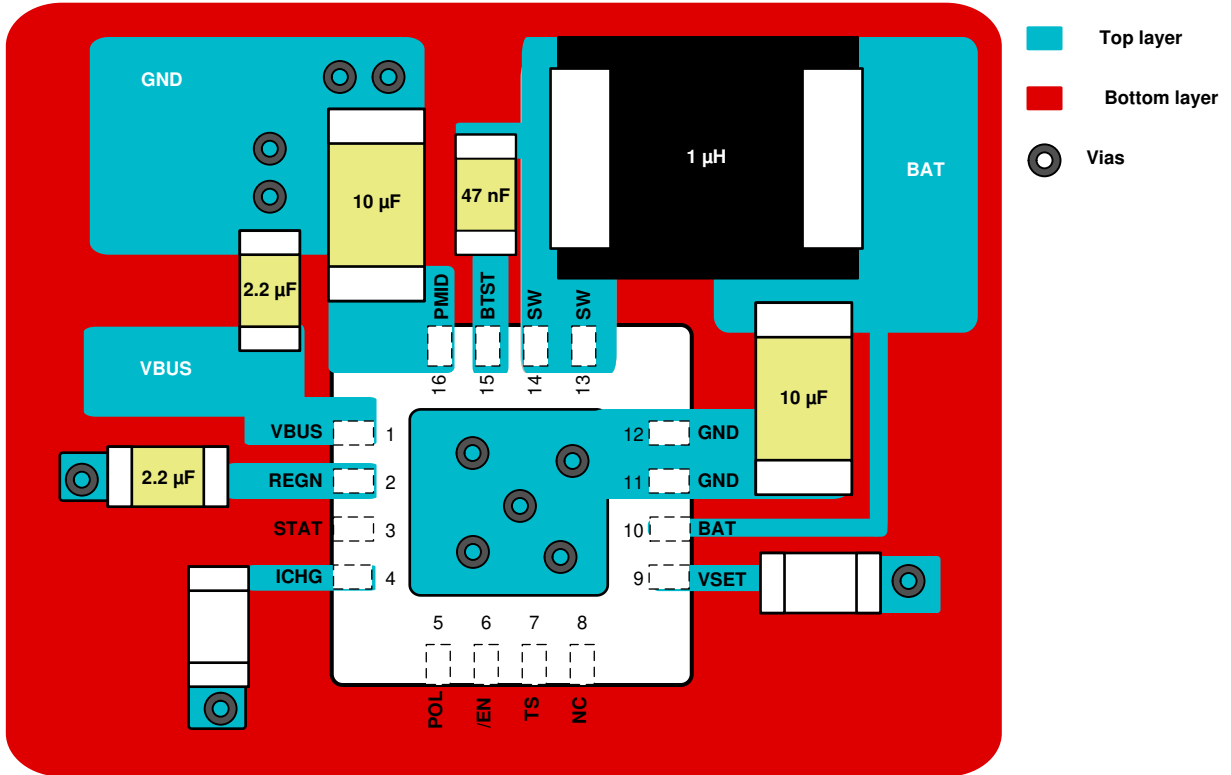 GND
1 µH
BAT
Top layer
Bottom layer
Vias
10 µF
47 nF
2.2 µF
PMID
BTST
SW
SW
VBUS
16
15
14
13
10 µF
VBUS
1
12
GND
2.2 µF
REGN
2
11
GND
STAT
3
10
BAT
ICHG
4
9
VSET
5
6
7
8
POL
/EN
TS
NC